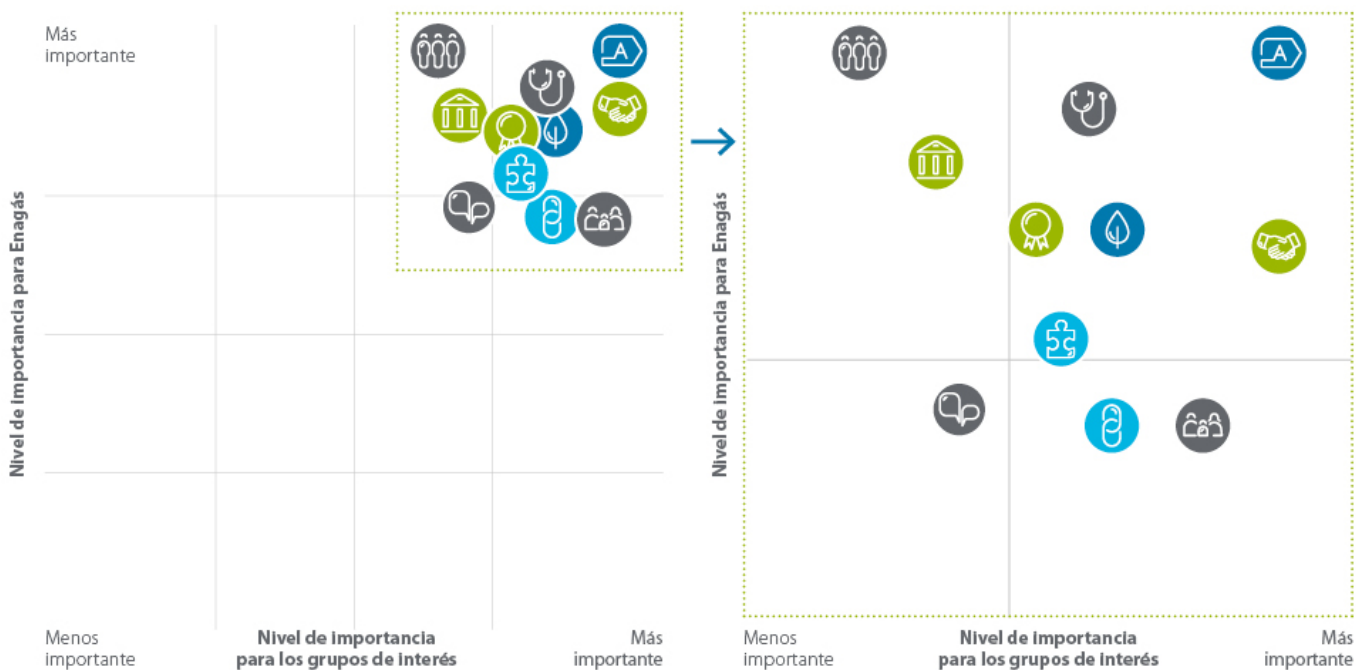 Más
importante
Nivel de importancia para Enagás
Menos
importante
Nivel de importancia
para los grupos de interés
Más
importante
A
A
Nivel de importancia para Enagás
Menos
importante
Nivel de importancia
para los grupos de interés
Más
importante